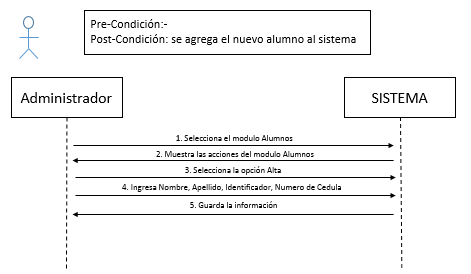 Pre-Condición:-
Post-Condición: se agrega el nuevo alumno al sistema
Administrador
SISTEMA
1. Selecciona el modulo Alumnos
2. Muestra las acciones del modulo Alumnos
3. Selecciona la opción Alta
4. Ingresa Nombre, Apellido, Identificador, Numero de Cedula
5. Guarda la información